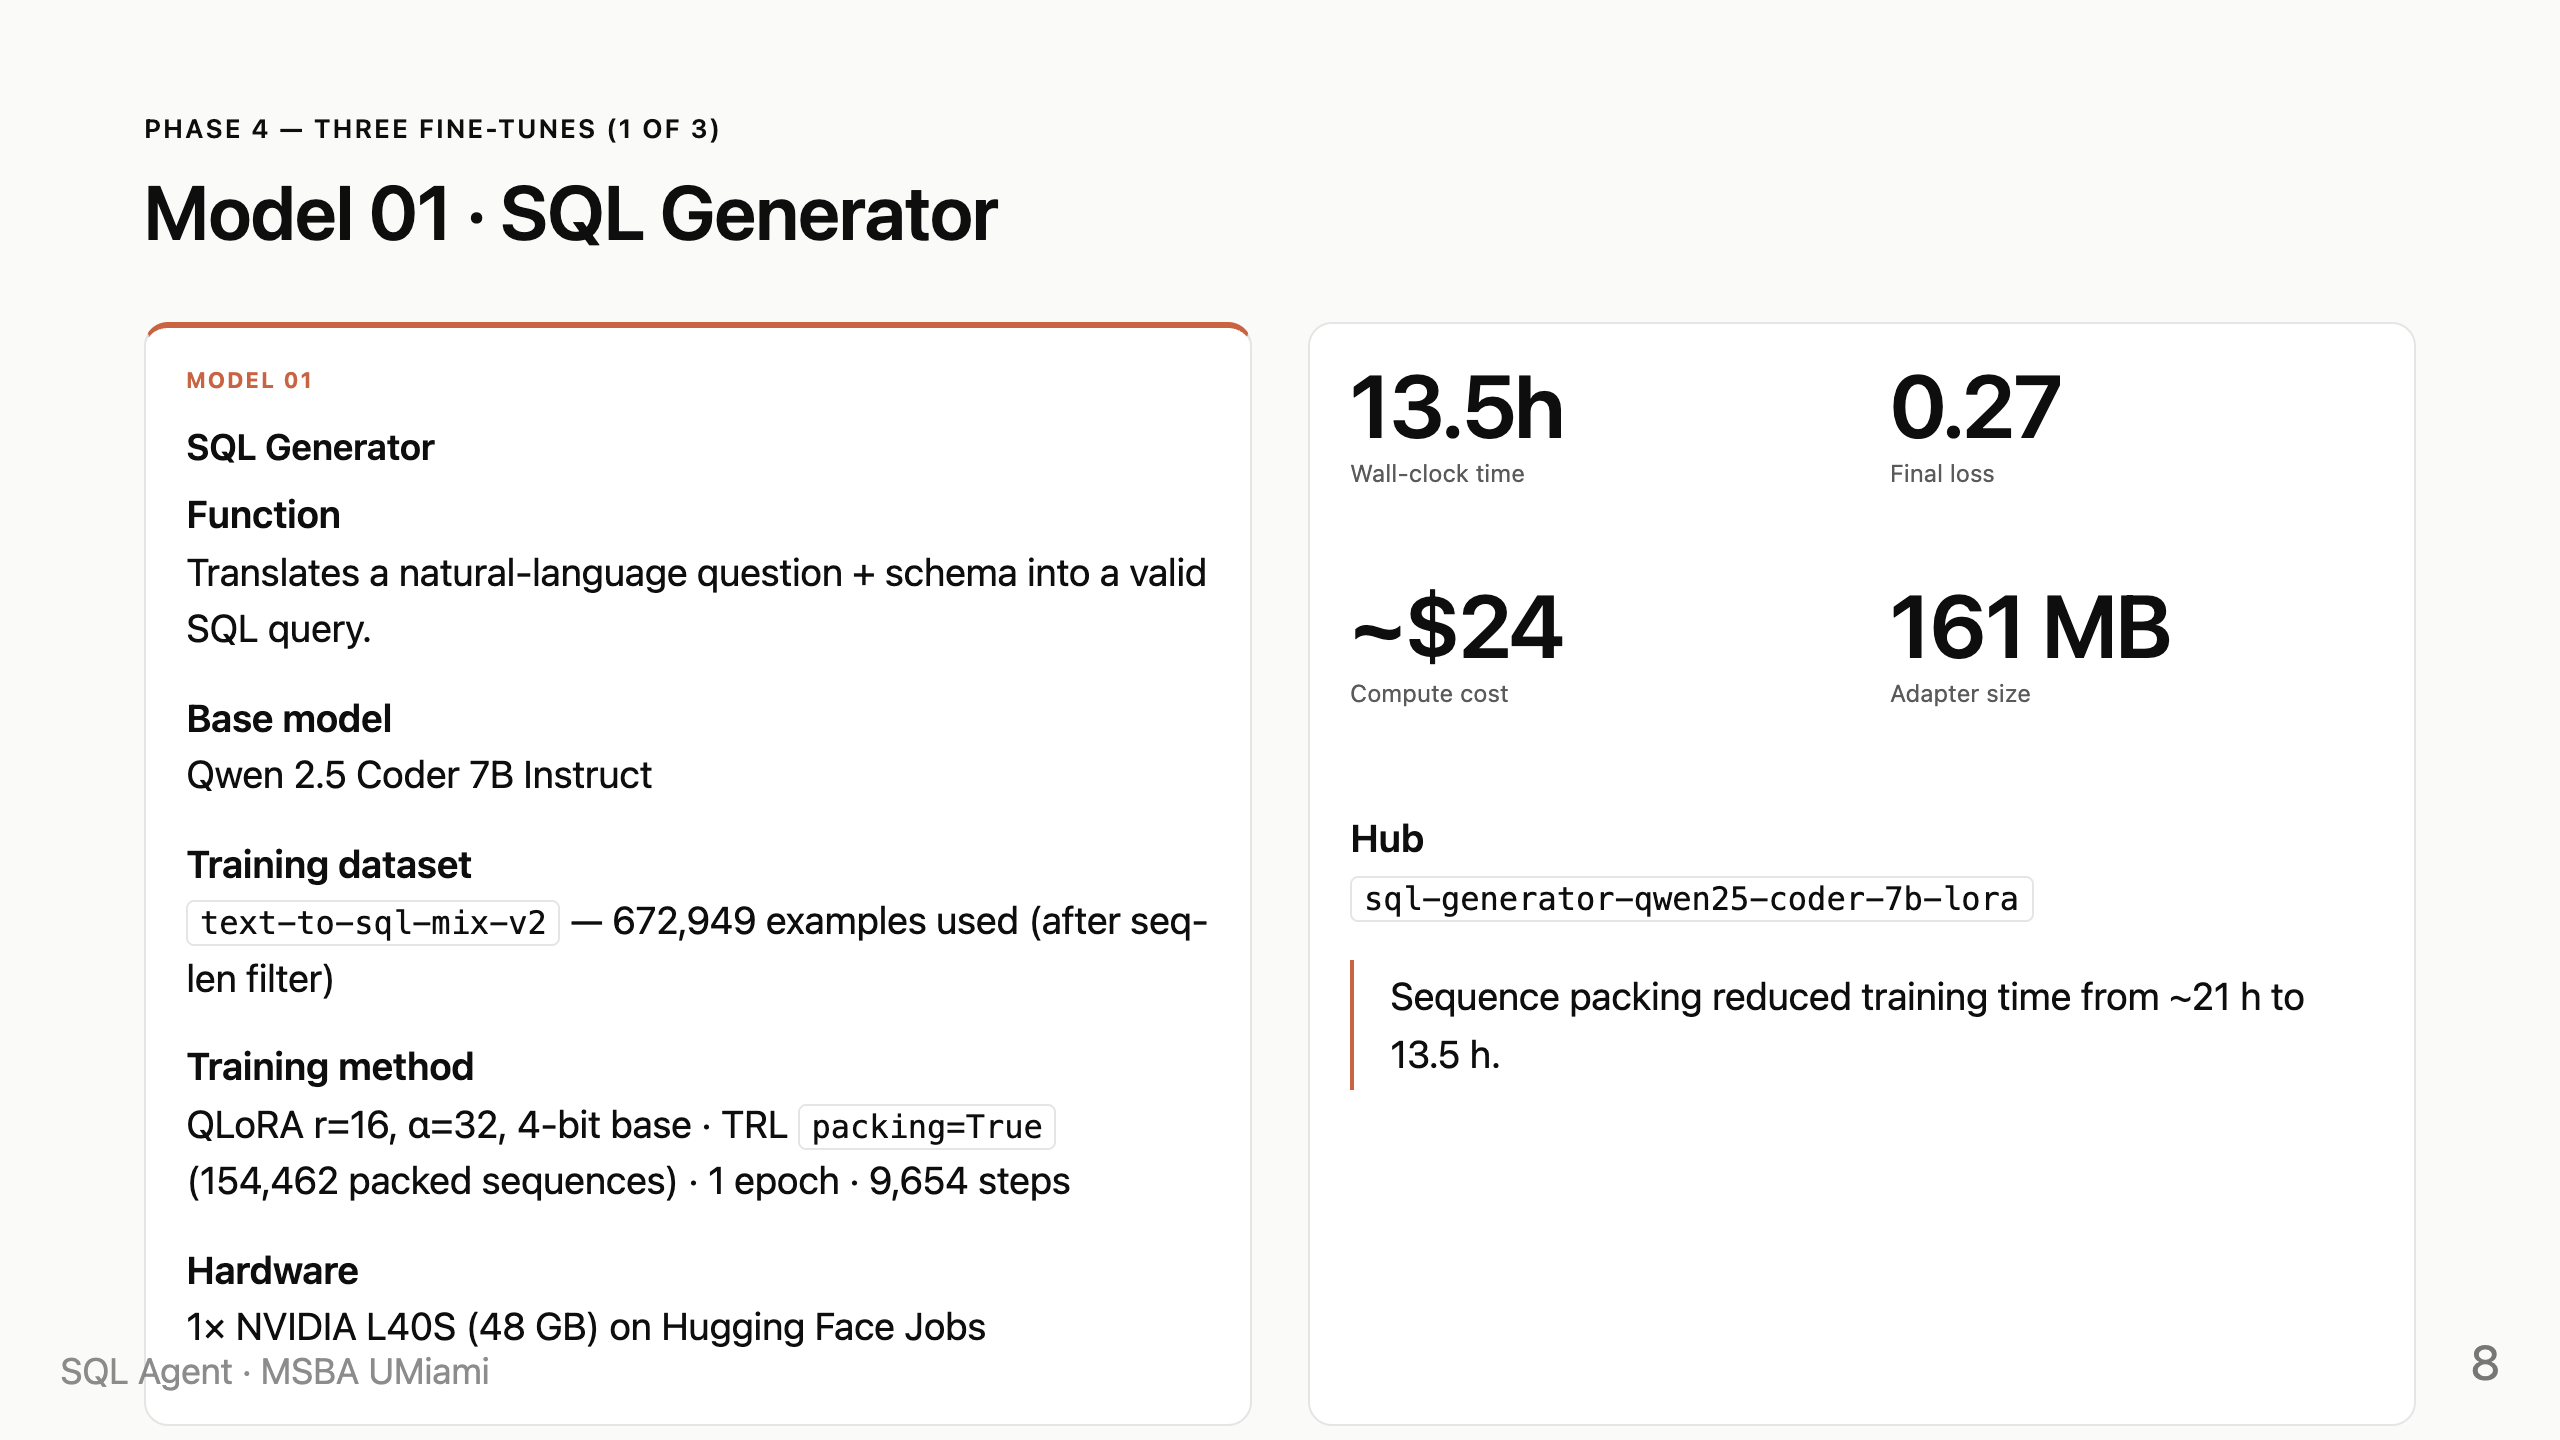 PHASE 4 — THREE FINE-TUNES (1 OF 3)
Model 01 · SQL Generator
MODEL 01
SQL Generator
Function
Translates a natural-language question + schema into a valid
SQL query.
Base model
Qwen 2.5 Coder 7B Instruct
Training dataset
text-to-sql-mix-v2 — 672,949 examples used (after seq-
len filter)
Training method
QLoRA r=16, α=32, 4-bit base · TRL packing=True
(154,462 packed sequences) · 1 epoch · 9,654 steps
Hardware
1× NVIDIA L40S (48 GB) on Hugging Face Jobs
13.5h
Wall-clock time
0.27
Final loss
~$24
Compute cost
161 MB
Adapter size
Hub
sql-generator-qwen25-coder-7b-lora
Sequence packing reduced training time from ~21 h to
13.5 h.
SQL Agent · MSBA UMiami
8